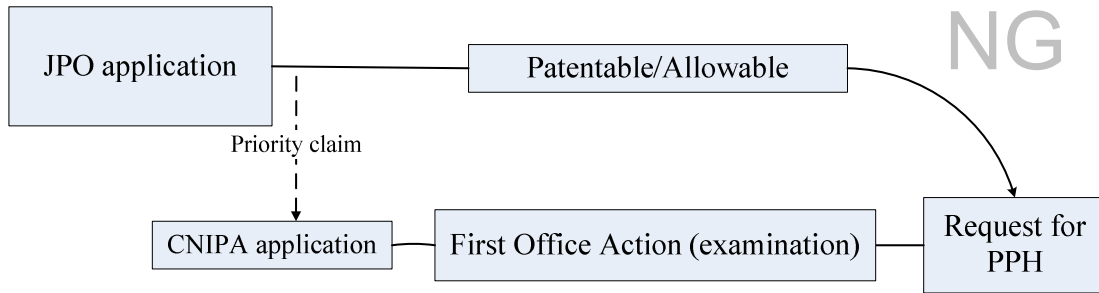 NG
JPO application
Patentable/Allowable
Priority claim
CNIPA application
First Office Action (examination)
Request for
PPH